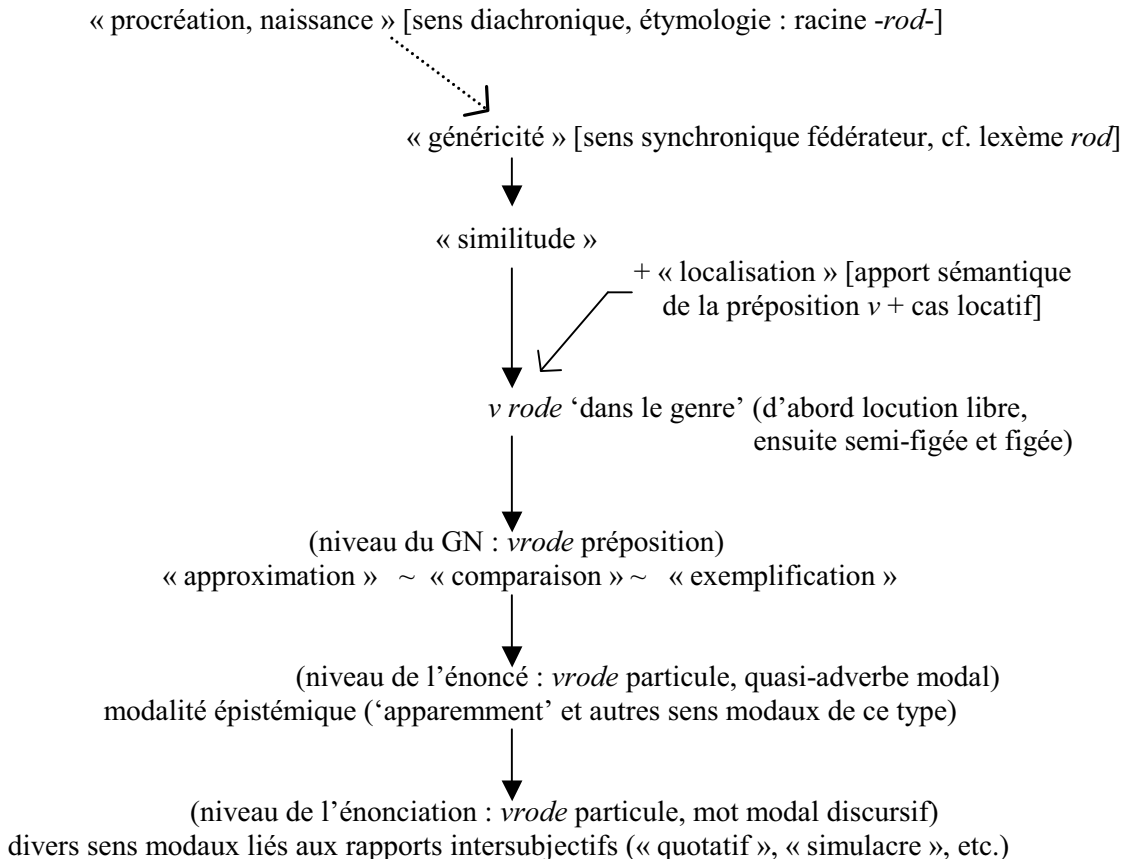 « procréation, naissance » [sens diachronique, étymologie : racine -rod-]
« généricité » [sens synchronique fédérateur, cf. lexème rod]
« similitude »
+ « localisation » [apport sémantique
de la préposition v + cas locatif]
v rode ‘dans le genre’ (d’abord locution libre,
ensuite semi-figée et figée)
(niveau du GN : vrode préposition)
« approximation » ~ « comparaison » ~ « exemplification »
(niveau de l’énoncé : vrode particule, quasi-adverbe modal)
modalité épistémique (‘apparemment’ et autres sens modaux de ce type)
(niveau de l’énonciation : vrode particule, mot modal discursif)
divers sens modaux liés aux rapports intersubjectifs (« quotatif », « simulacre », etc.)